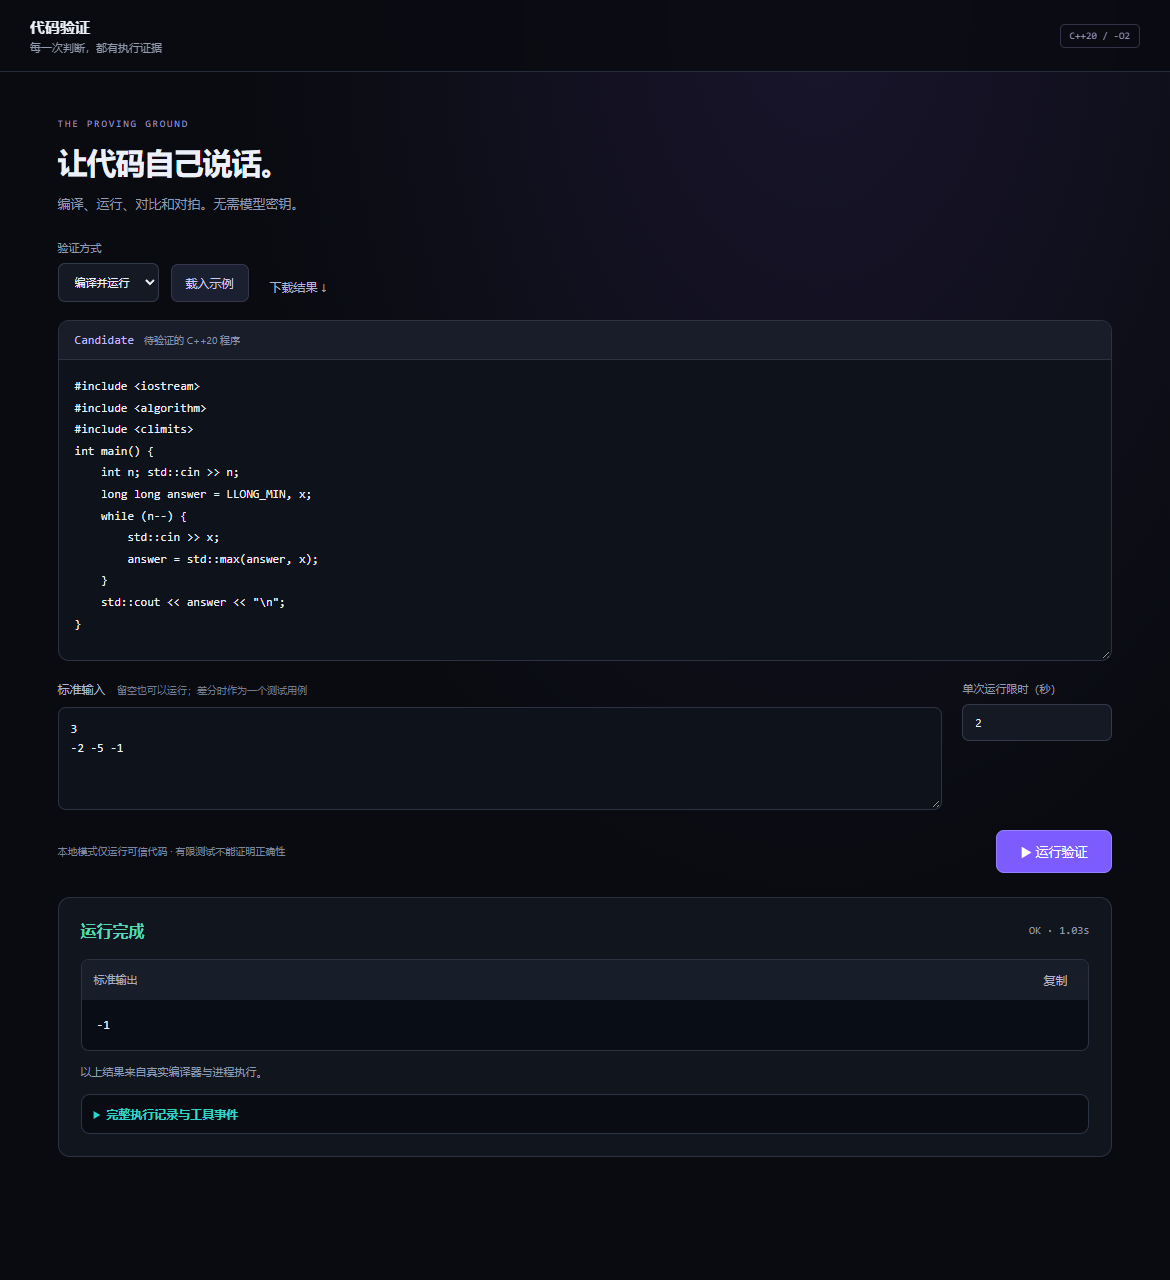 代码验证
每一次判断，都有执行证据
C++20 / -O2
THE PROVING GROUND
让代码自己说话。
编译、运行、对比和对拍。无需模型密钥。
验证方式
编译并运行
载入示例
下载结果 ↓
Candidate 待验证的 C++20 程序
#include <iostream>
#include <algorithm>
#include <climits>
int main() {
    int n; std::cin >> n;
    long long answer = LLONG_MIN, x;
    while (n--) {
        std::cin >> x;
        answer = std::max(answer, x);
    }
    std::cout << answer << "\n";
}
标准输入 留空也可以运行；差分时作为一个测试用例
单次运行限时（秒）
3
-2 -5 -1
2
本地模式仅运行可信代码 · 有限测试不能证明正确性
▶ 运行验证
运行完成
OK · 1.03s
标准输出
复制
-1
以上结果来自真实编译器与进程执行。
▶ 完整执行记录与工具事件